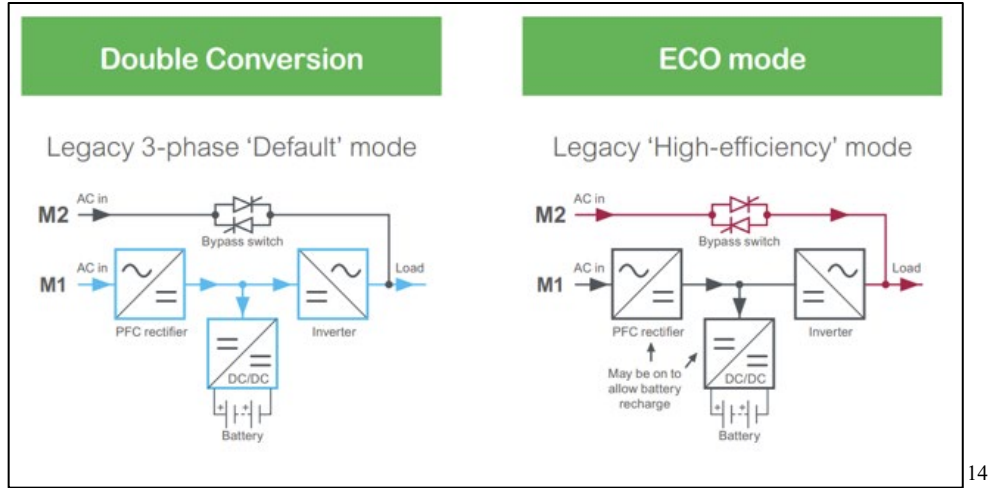 Double Conversion
Legacy 3-phase ‘Default’ mode
AC in
M2
Bypass switch
AC in
M1
Load
PFC rectifier
Inverter
DC/DC
+ +
Battery
ECO mode
Legacy ‘High-efficiency’ mode
AC in
M2
Bypass switch
AC in
M1
Load
PFC rectifier
Inverter
May be on to
allow battery
recharge
DC/DC
+ +
Battery
14